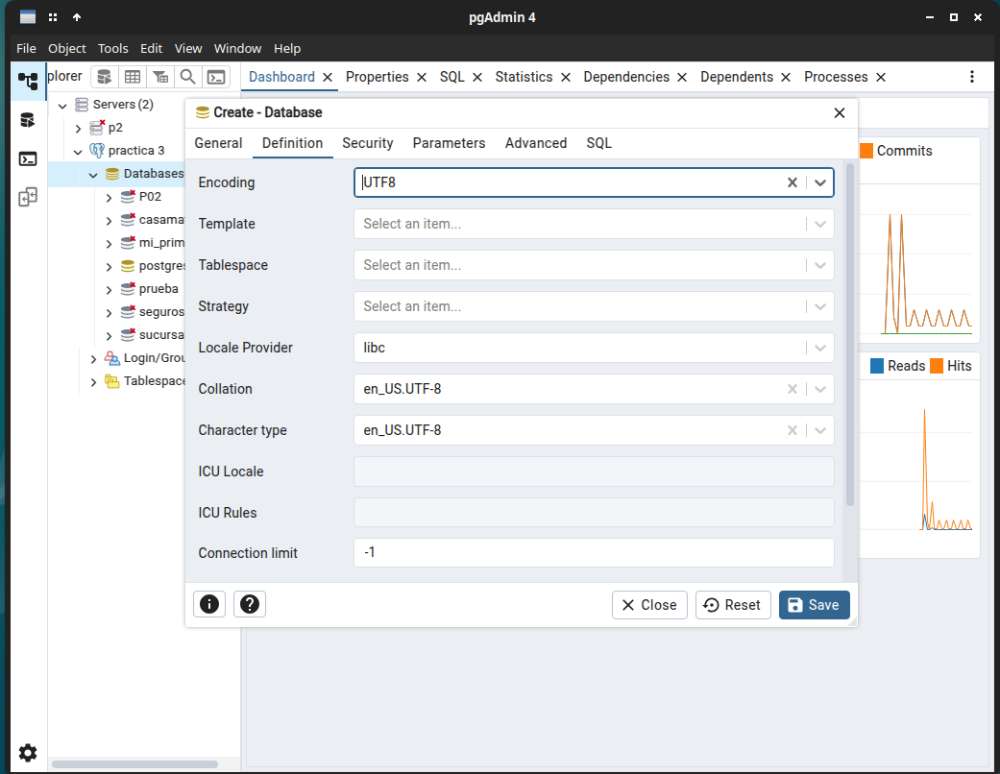 pgAdmin 4
File Object Tools Edit View Window Help
plorer
Dashboard Properties SQL Statistics Dependencies Dependents Processes
Servers (2)
p2
practica 3
Databases
P02
casama
mi_prim
postgres
prueba
seguros
sucursa
Login/Grou
Tablespace
Create - Database
General Definition Security Parameters Advanced SQL
Encoding UTF8
Template Select an item...
Tablespace Select an item...
Strategy Select an item...
Locale Provider libc
Collation en_US.UTF-8
Character type en_US.UTF-8
ICU Locale
ICU Rules
Connection limit -1
Close Reset Save
Commits
Reads Hits